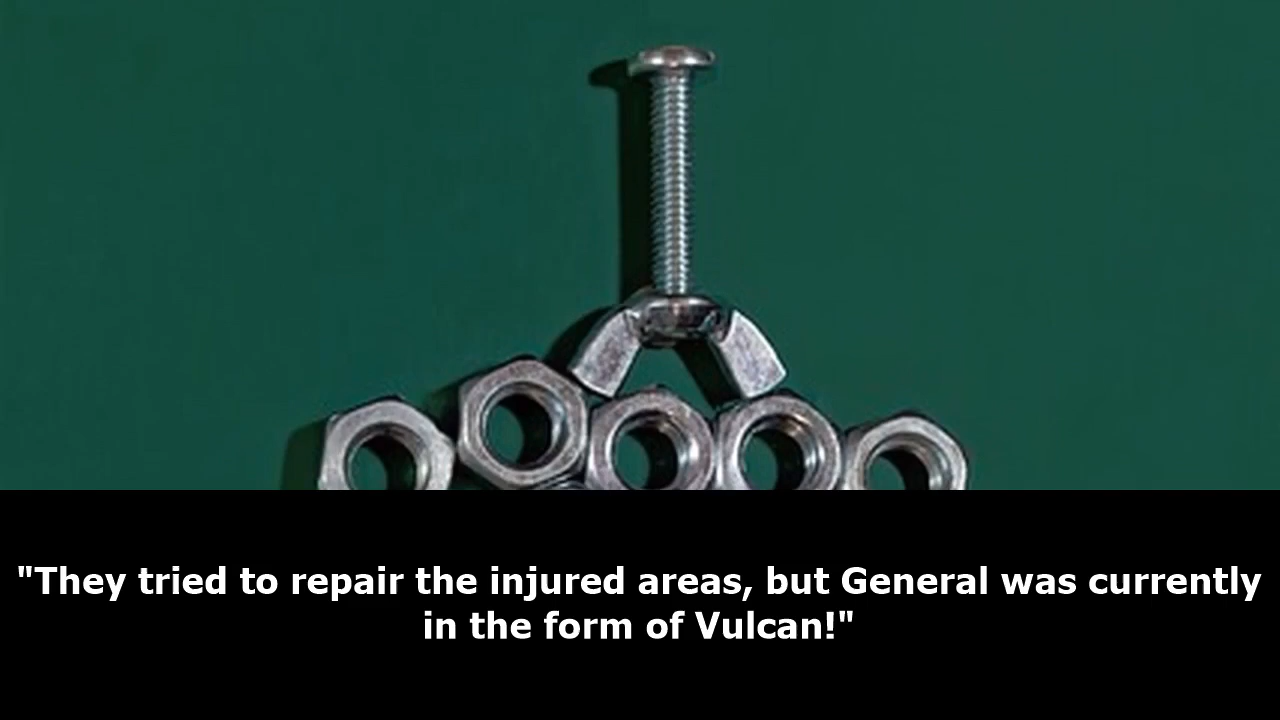 "They tried to repair the injured areas, but General was currently
in the form of Vulcan!"